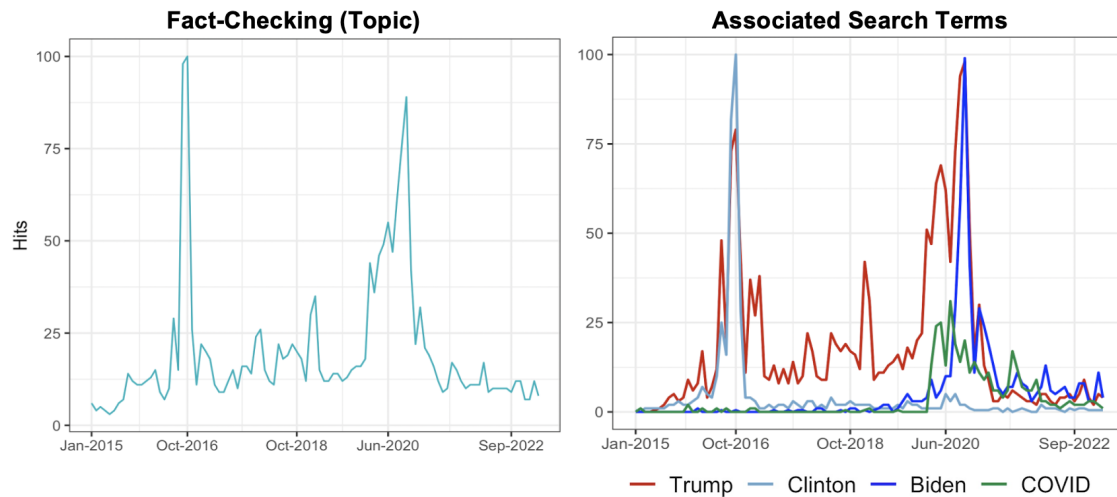 Fact-Checking (Topic)
100
75
50
25
0
Hits
Jan-2015 Oct-2016 Oct-2018 Jun-2020 Sep-2022
Associated Search Terms
100
75
50
25
0
Jan-2015 Oct-2016 Oct-2018 Jun-2020 Sep-2022
Trump Clinton Biden COVID